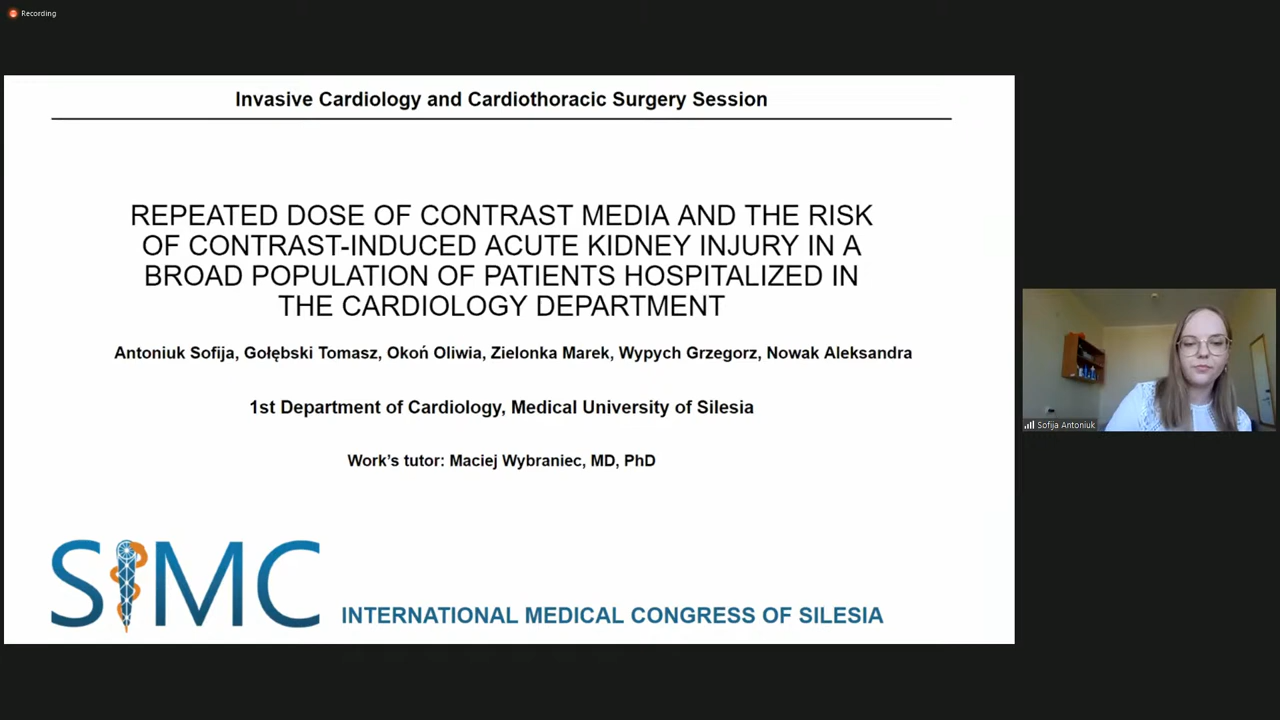 Recording
Invasive Cardiology and Cardiothoracic Surgery Session
REPEATED DOSE OF CONTRAST MEDIA AND THE RISK
OF CONTRAST-INDUCED ACUTE KIDNEY INJURY IN A
BROAD POPULATION OF PATIENTS HOSPITALIZED IN
THE CARDIOLOGY DEPARTMENT
Antoniuk Sofija, Gołębski Tomasz, Okoń Oliwia, Zielonka Marek, Wypych Grzegorz, Nowak Aleksandra
1st Department of Cardiology, Medical University of Silesia
Sofija Antoniuk
Work's tutor: Maciej Wybraniec, MD, PhD
SIMC
INTERNATIONAL MEDICAL CONGRESS OF SILESIA